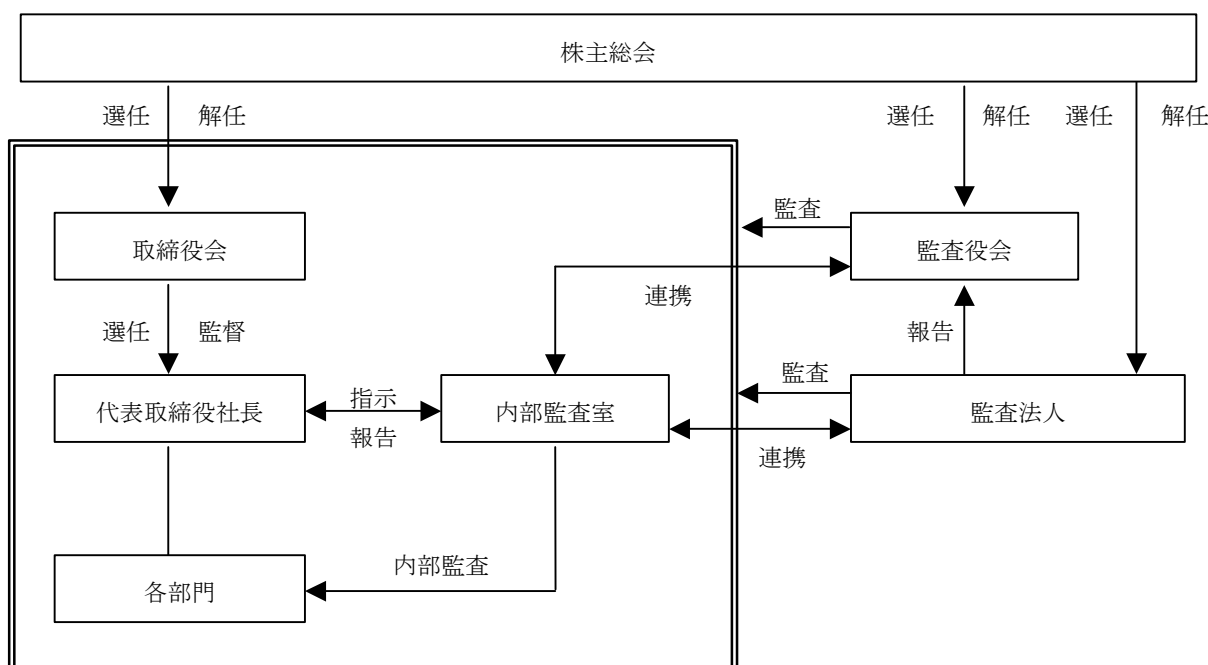 株主総会
選任 解任
選任 解任
選任 解任
取締役会
監査
監査役会
連携
選任 監督
報告
代表取締役社長
指示
報告
内部監査室
監査
監査法人
連携
内部監査
各部門